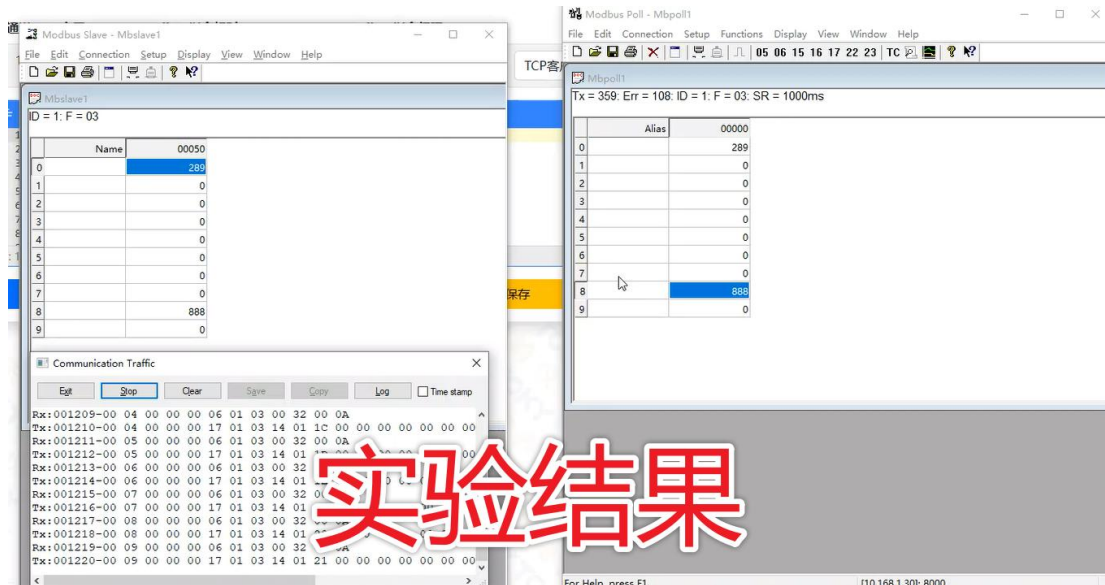 Modbus Slave - Mbslave1
File Edit Connection Setup Display View Window Help
Mbslave1
ID = 1: F = 03
Name 00050
0 289
1 0
2 0
3 0
4 0
5 0
6 0
7 0
8 888
9 0
Communication Traffic
Exit Stop Clear Save Copy Log Time stamp
Rx:001209-00 04 00 00 00 06 01 03 00 32 00 0A
Tx:001210-00 04 00 00 00 17 01 03 14 01 1C 00 00 00 00 00 00 00
Rx:001211-00 05 00 00 00 06 01 03 00 32 00 0A
Tx:001212-00 05 00 00 00 17 01 03 14 01
Rx:001213-00 06 00 00 00 06 01 03 00 32
Tx:001214-00 06 00 00 00 17 01 03 14 01
Rx:001215-00 07 00 00 00 06 01 03 00 32
Tx:001216-00 07 00 00 00 17 01 03 14 01
Rx:001217-00 08 00 00 00 06 01 03 00 32
Tx:001218-00 08 00 00 00 17 01 03 14 01
Rx:001219-00 09 00 00 00 06 01 03 00 32
Tx:001220-00 09 00 00 00 17 01 03 14 01 21 00 00 00 00 00 00 00
TCP客
保存
Modbus Poll - Mbpoll1
File Edit Connection Setup Functions Display View Window Help
05 06 15 16 17 22 23 TC
Mbpoll1
Tx = 359: Err = 108: ID = 1: F = 03: SR = 1000ms
Alias 00000
0 289
1 0
2 0
3 0
4 0
5 0
6 0
7 0
8 888
9 0
For Help, press F1
[10.168.1.30]: 8000
实验结果